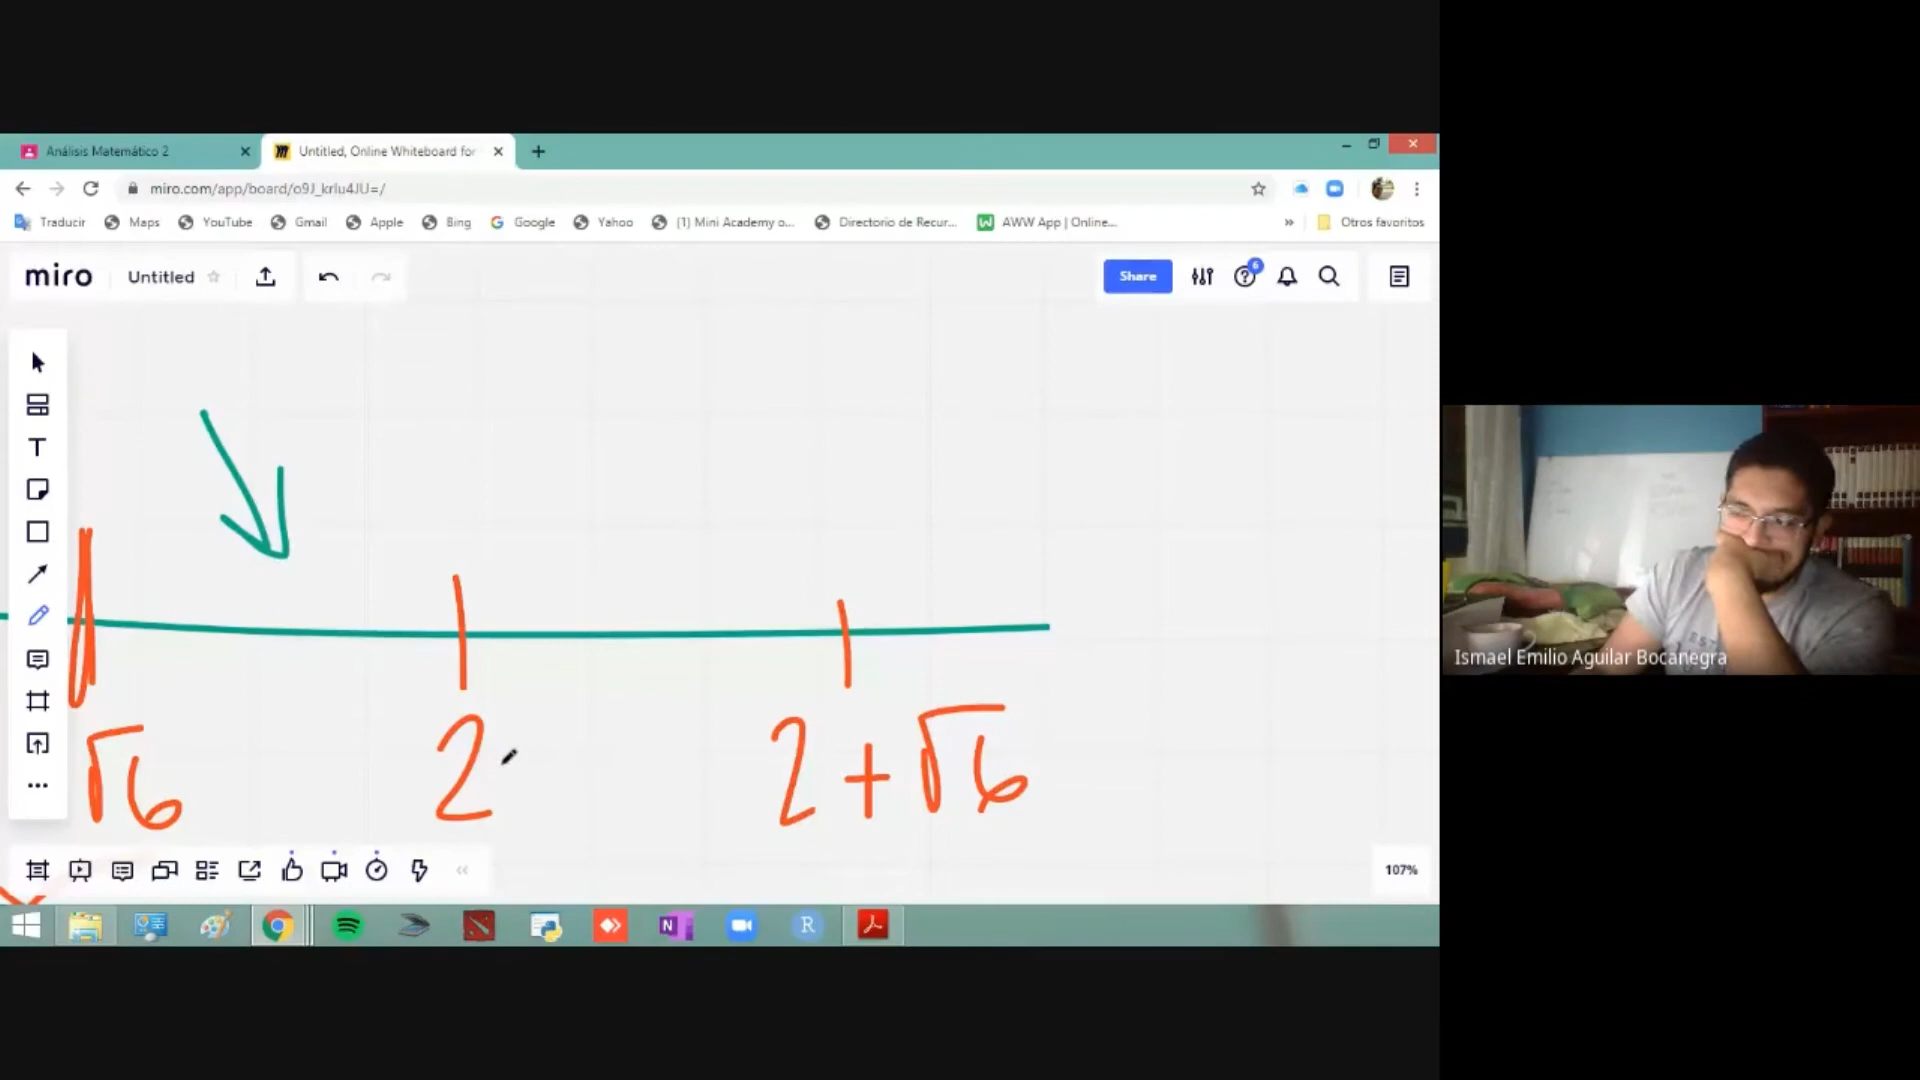 Análisis Matemático 2
Untitled, Online Whiteboard for
miro.com/app/board/o9J_krlu4JU=/
Traducir Maps YouTube Gmail Apple Bing Google Yahoo (1) Mini Academy o... Directorio de Recur... AWW App | Online... » Otros favoritos
miro Untitled Share 6
√6 2 2+√6
107%
Ismael Emilio Aguilar Bocanegra